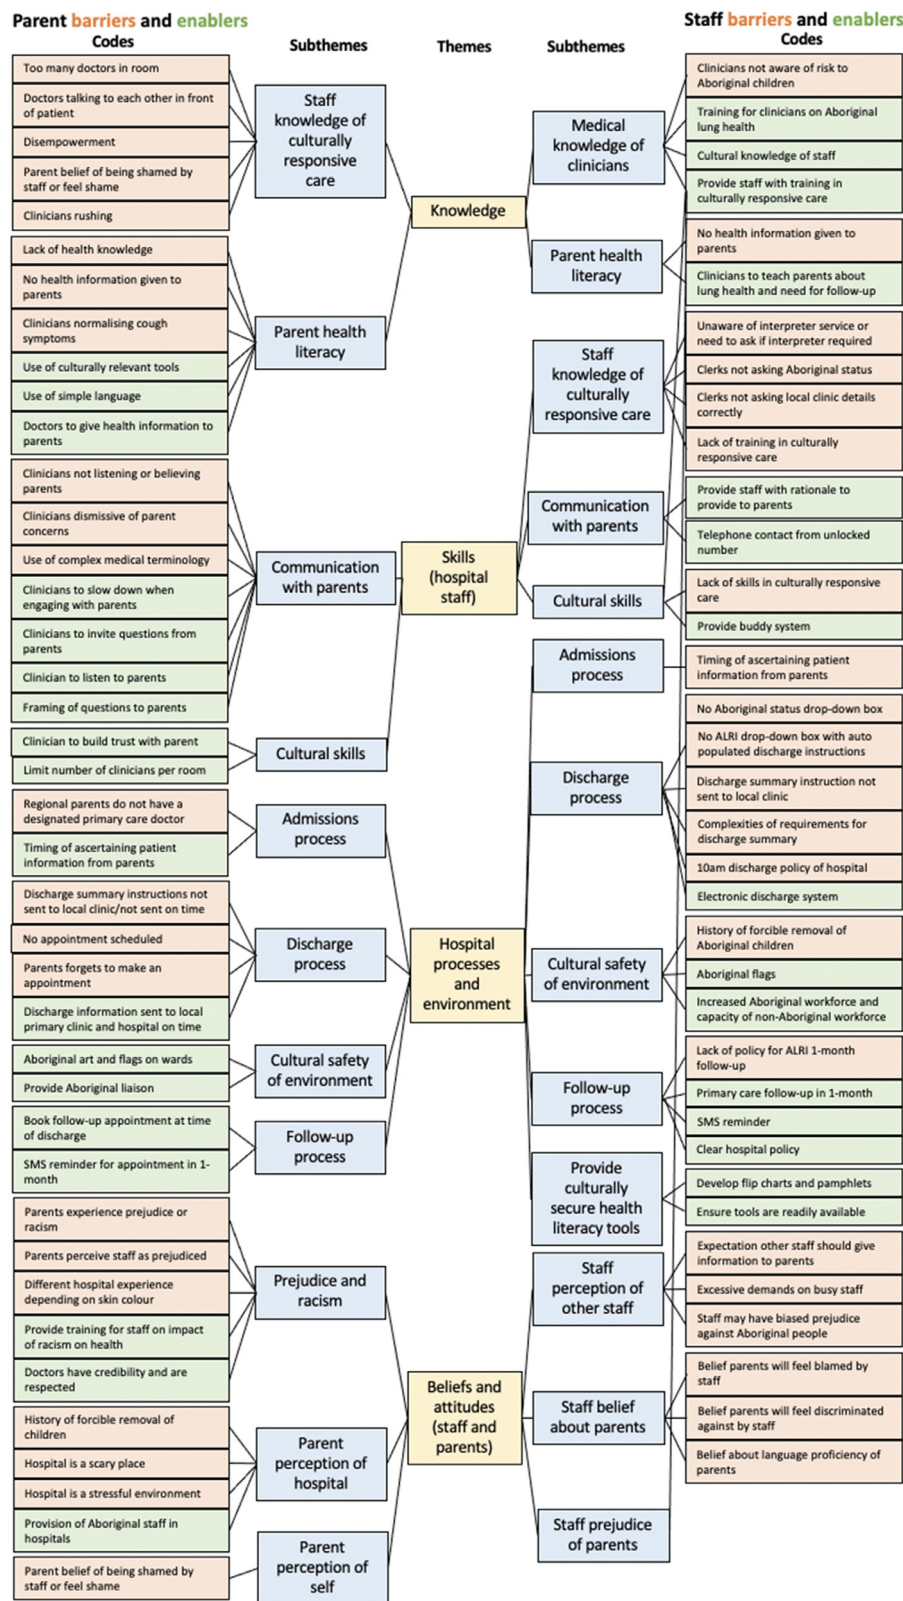 Parent barriers and enablers
Codes
Subthemes
Themes
Subthemes
Staff barriers and enablers
Codes
Too many doctors in room
Doctors talking to each other in front
of patient
Disempowerment
Parent belief of being shamed by
staff or feel shame
Clinicians rushing
Lack of health knowledge
No health information given to
parents
Clinicians normalising cough
symptoms
Use of culturally relevant tools
Use of simple language
Doctors to give health information to
parents
Clinicians not listening or believing
parents
Clinicians dismissive of parent
concerns
Use of complex medical terminology
Clinicians to slow down when
engaging with parents
Clinicians to invite questions from
parents
Clinician to listen to parents
Framing of questions to parents
Clinician to build trust with parent
Limit number of clinicians per room
Regional parents do not have a
designated primary care doctor
Timing of ascertaining patient
information from parents
Discharge summary instructions not
sent to local clinic/not sent on time
No appointment scheduled
Parents forgets to make an
appointment
Discharge information sent to local
primary clinic and hospital on time
Aboriginal art and flags on wards
Provide Aboriginal liaison
Book follow-up appointment at time
of discharge
SMS reminder for appointment in 1-
month
Parents experience prejudice or
racism
Parents perceive staff as prejudiced
Different hospital experience
depending on skin colour
Provide training for staff on impact
of racism on health
Doctors have credibility and are
respected
History of forcible removal of
children
Hospital is a scary place
Hospital is a stressful environment
Provision of Aboriginal staff in
hospitals
Parent belief of being shamed by
staff or feel shame
Staff
knowledge of
culturally
responsive
care
Parent health
literacy
Communication
with parents
Cultural skills
Admissions
process
Discharge
process
Cultural safety
of environment
Follow-up
process
Prejudice and
racism
Parent
perception of
hospital
Parent
perception of
self
Knowledge
Skills
(hospital
staff)
Hospital
processes
and
environment
Beliefs and
attitudes
(staff and
parents)
Medical
knowledge of
clinicians
Parent health
literacy
Staff
knowledge of
culturally
responsive care
Communication
with parents
Cultural skills
Admissions
process
Discharge
process
Cultural safety
of environment
Follow-up
process
Provide
culturally
secure health
literacy tools
Staff
perception of
other staff
Staff belief
about parents
Staff prejudice
of parents
Clinicians not aware of risk to
Aboriginal children
Training for clinicians on Aboriginal
lung health
Cultural knowledge of staff
Provide staff with training in
culturally responsive care
No health information given to
parents
Clinicians to teach parents about
lung health and need for follow-up
Unaware of interpreter service or
need to ask if interpreter required
Clerks not asking Aboriginal status
Clerks not asking local clinic details
correctly
Lack of training in culturally
responsive care
Provide staff with rationale to
provide to parents
Telephone contact from unlocked
number
Lack of skills in culturally responsive
care
Provide buddy system
Timing of ascertaining patient
information from parents
No Aboriginal status drop-down box
No ALRI drop-down box with auto
populated discharge instructions
Discharge summary instruction not
sent to local clinic
Complexities of requirements for
discharge summary
10am discharge policy of hospital
Electronic discharge system
History of forcible removal of
Aboriginal children
Aboriginal flags
Increased Aboriginal workforce and
capacity of non-Aboriginal workforce
Lack of policy for ALRI 1-month
follow-up
Primary care follow-up in 1-month
SMS reminder
Clear hospital policy
Develop flip charts and pamphlets
Ensure tools are readily available
Expectation other staff should give
information to parents
Excessive demands on busy staff
Staff may have biased prejudice
against Aboriginal people
Belief parents will feel blamed by
staff
Belief parents will feel discriminated
against by staff
Belief about language proficiency of
parents